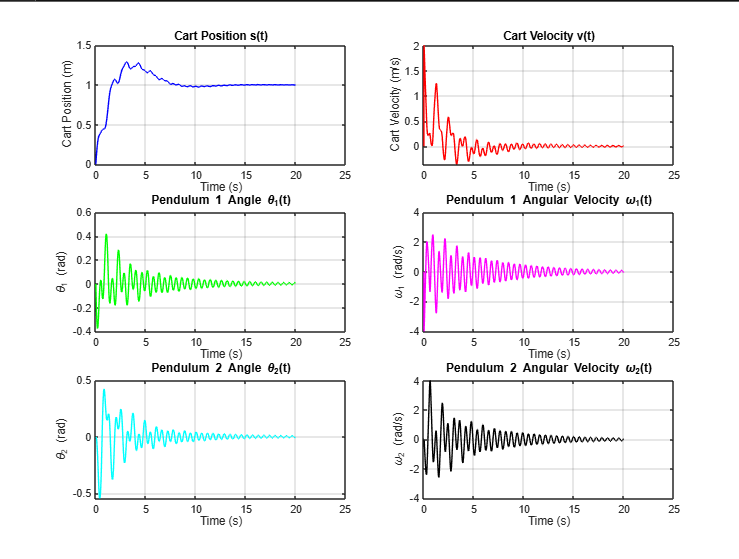 Cart Position s(t)
Cart Position (m)
1.5
1
0.5
0
0 5 10 15 20 25
Time (s)
Cart Velocity v(t)
Cart Velocity (m/s)
2
1.5
1
0.5
0
0 5 10 15 20 25
Time (s)
Pendulum 1 Angle θ₁(t)
θ₁ (rad)
0.6
0.4
0.2
0
-0.2
-0.4
0 5 10 15 20 25
Time (s)
Pendulum 1 Angular Velocity ω₁(t)
ω₁ (rad/s)
4
2
0
-2
-4
0 5 10 15 20 25
Time (s)
Pendulum 2 Angle θ₂(t)
θ₂ (rad)
0.5
0
-0.5
0 5 10 15 20 25
Time (s)
Pendulum 2 Angular Velocity ω₂(t)
ω₂ (rad/s)
4
2
0
-2
-4
0 5 10 15 20 25
Time (s)